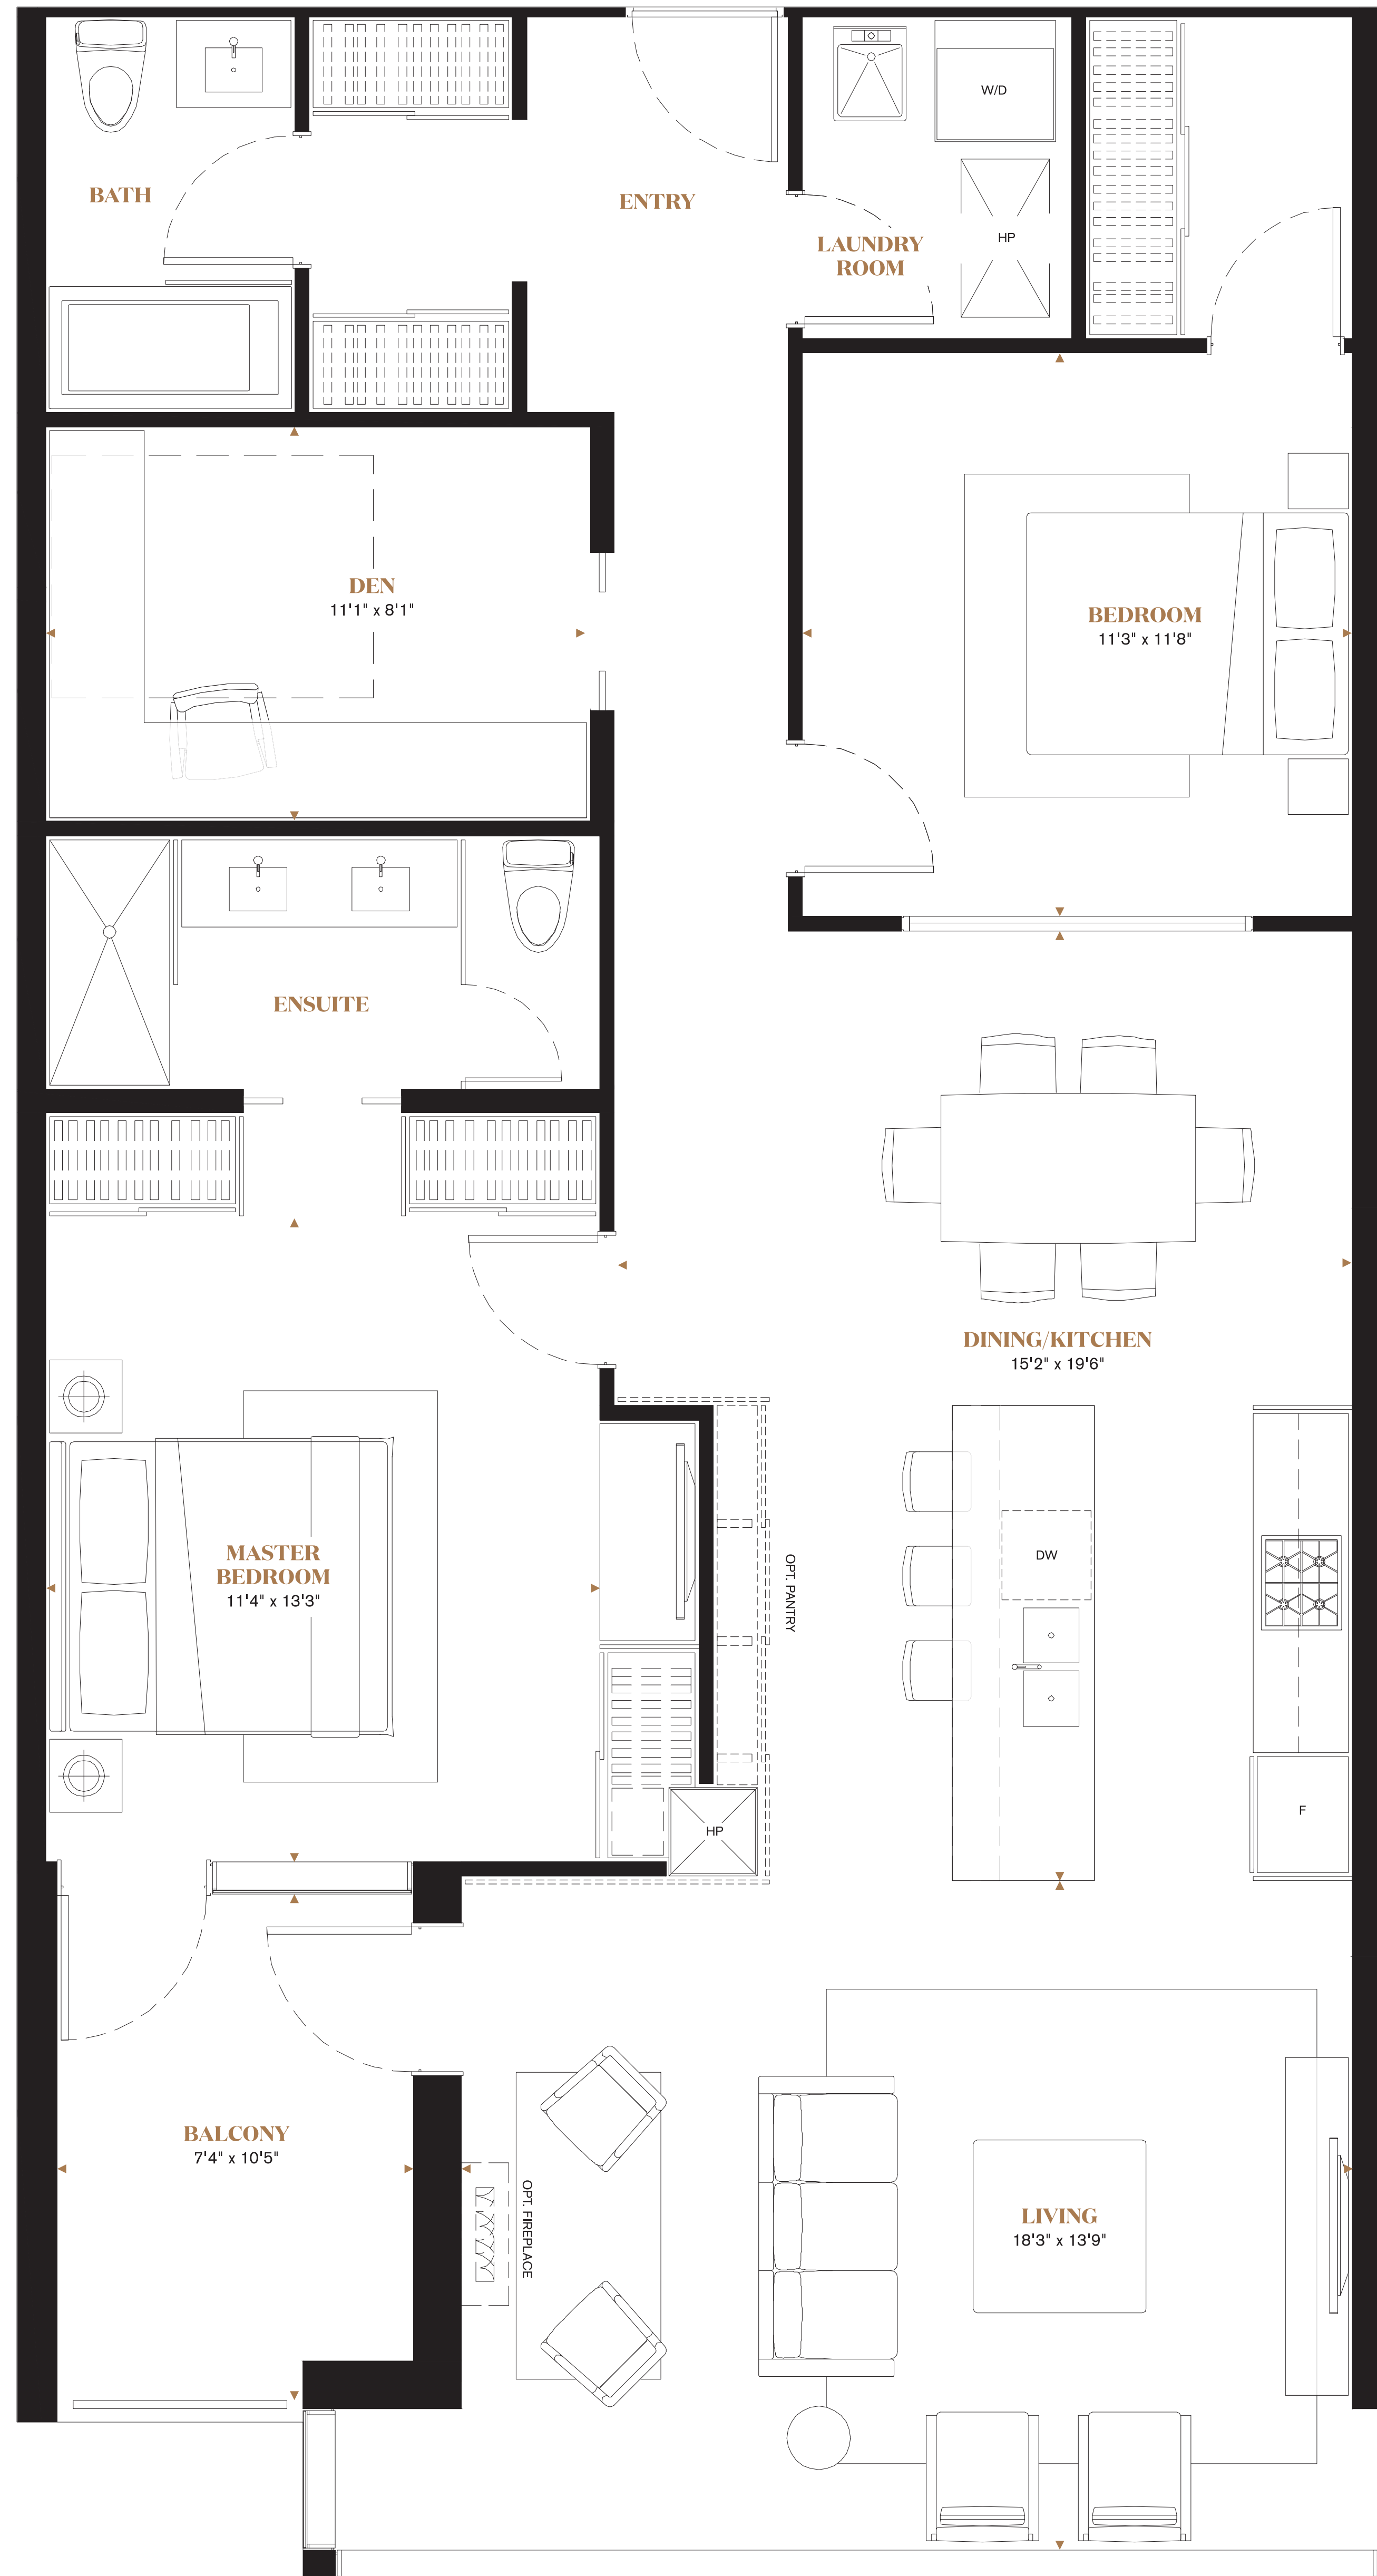 W/D
BATH
ENTRY
HP
LAUNDRY
ROOM
DEN
11'1" x 8'1"
BEDROOM
11'3" x 11'8"
ENSUITE
DINING/KITCHEN
15'2" x 19'6"
MASTER
BEDROOM
11'4" x 13'3"
OPT. PANTRY
DW
HP
F
BALCONY
7'4" x 10'5"
OPT. FIREPLACE
LIVING
18'3" x 13'9"